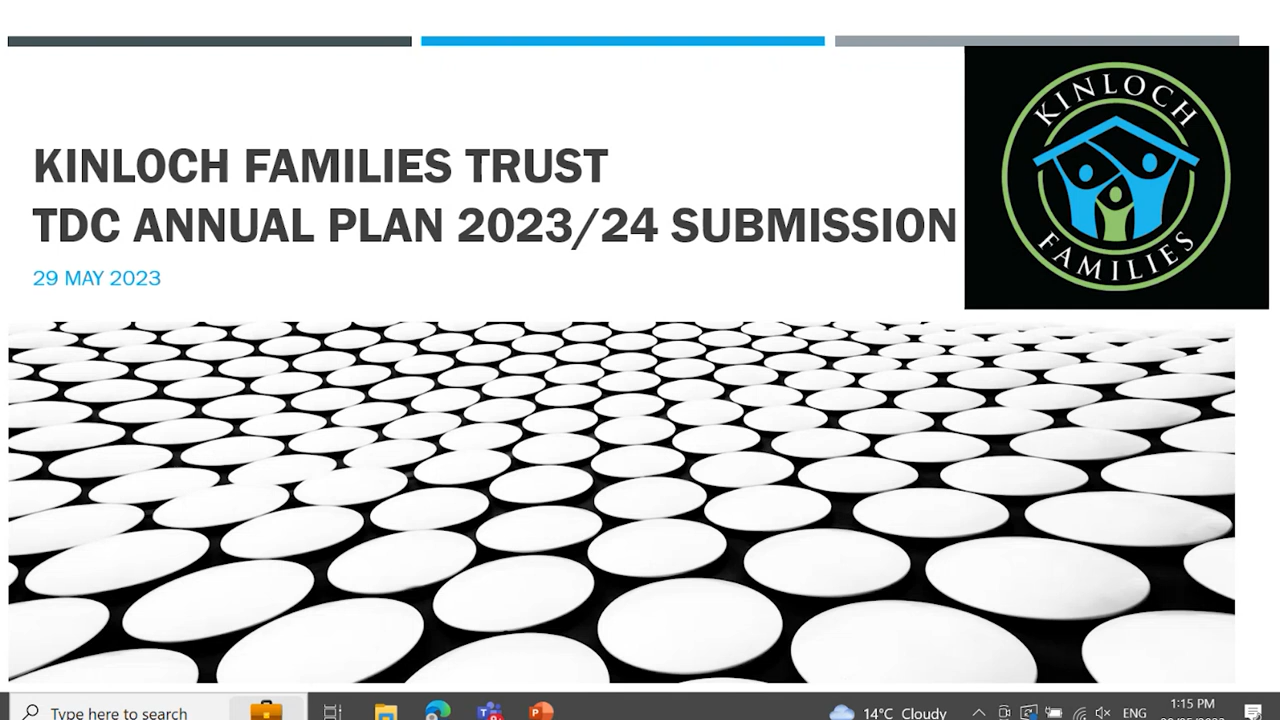 KINLOCH FAMILIES TRUST
TDC ANNUAL PLAN 2023/24 SUBMISSION
29 MAY 2023
KINLOCH
FAMILIES
Type here to search
14°C Cloudy
ENG
1:15 PM